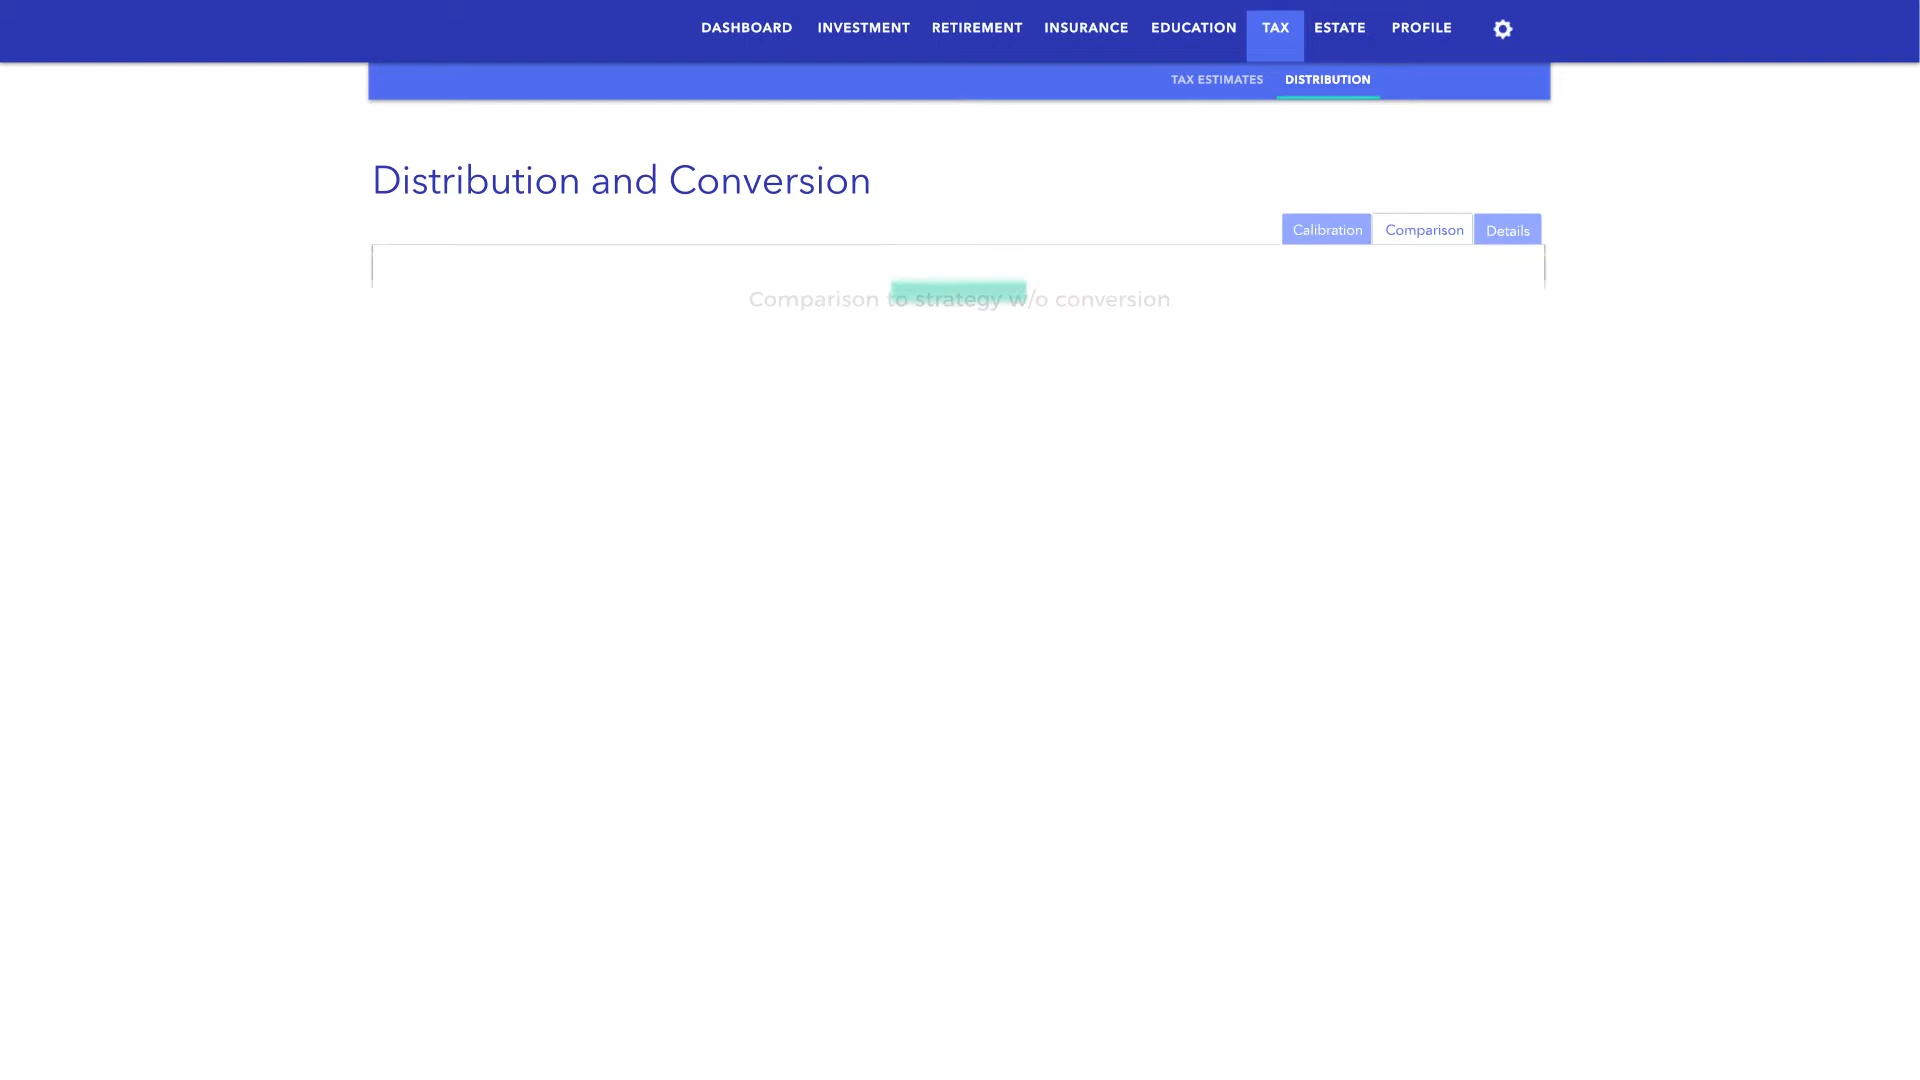 DASHBOARD INVESTMENT RETIREMENT INSURANCE EDUCATION TAX ESTATE PROFILE
TAX ESTIMATES DISTRIBUTION
Distribution and Conversion
Calibration Comparison Details
Comparison to strategy w/o conversion